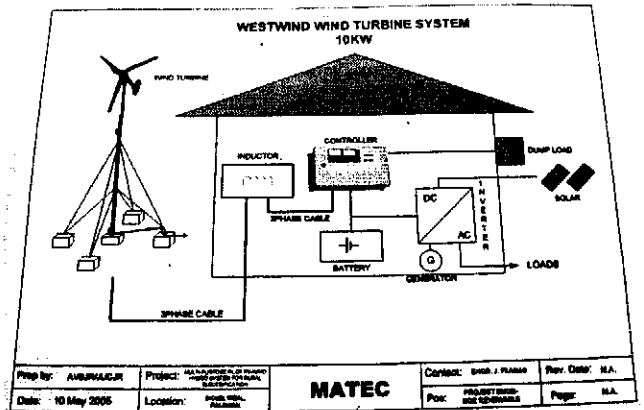 WESTWIND WIND TURBINE SYSTEM
10KW
WIND TURBINE
CONTROLLER
INDUCTOR
DUMP LOAD
3PHASE CABLE
DC
AC
INVERTER
SOLAR
BATTERY
G
GENERATOR
LOADS
3PHASE CABLE
Prep by:
Project:
MATEC
Contact: ENGR. J.
Rev. Date: N.A.
Date: 10 May 2005
Location:
Pos:
Page: N.A.